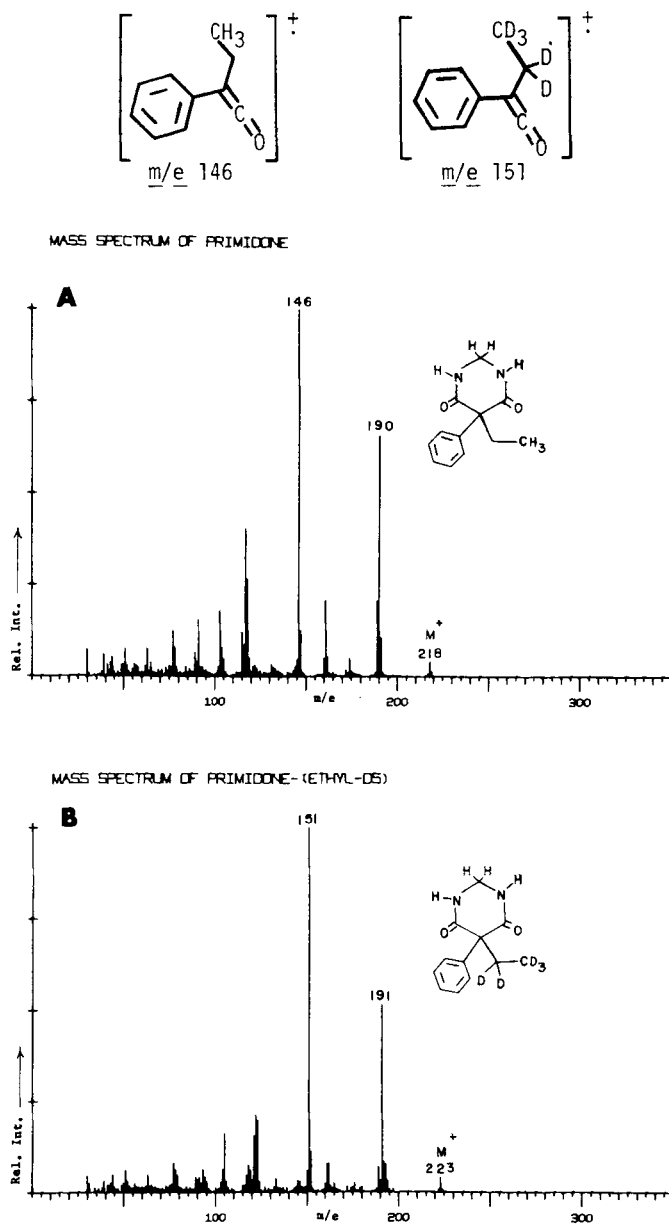 CH3
+
.
C
O
m/e 146
CD3
+
.
D
D
C
O
m/e 151
MASS SPECTRUM OF PRIMIDONE
A
146
190
M+
218
H H
H N N H
O O
CH3
Rel. Int.
100 200 300
m/e
MASS SPECTRUM OF PRIMIDONE-(ETHYL-D5)
B
151
191
M+
223
H H
H N N H
O O
CD3
D D
Rel. Int.
100 200 300
m/e